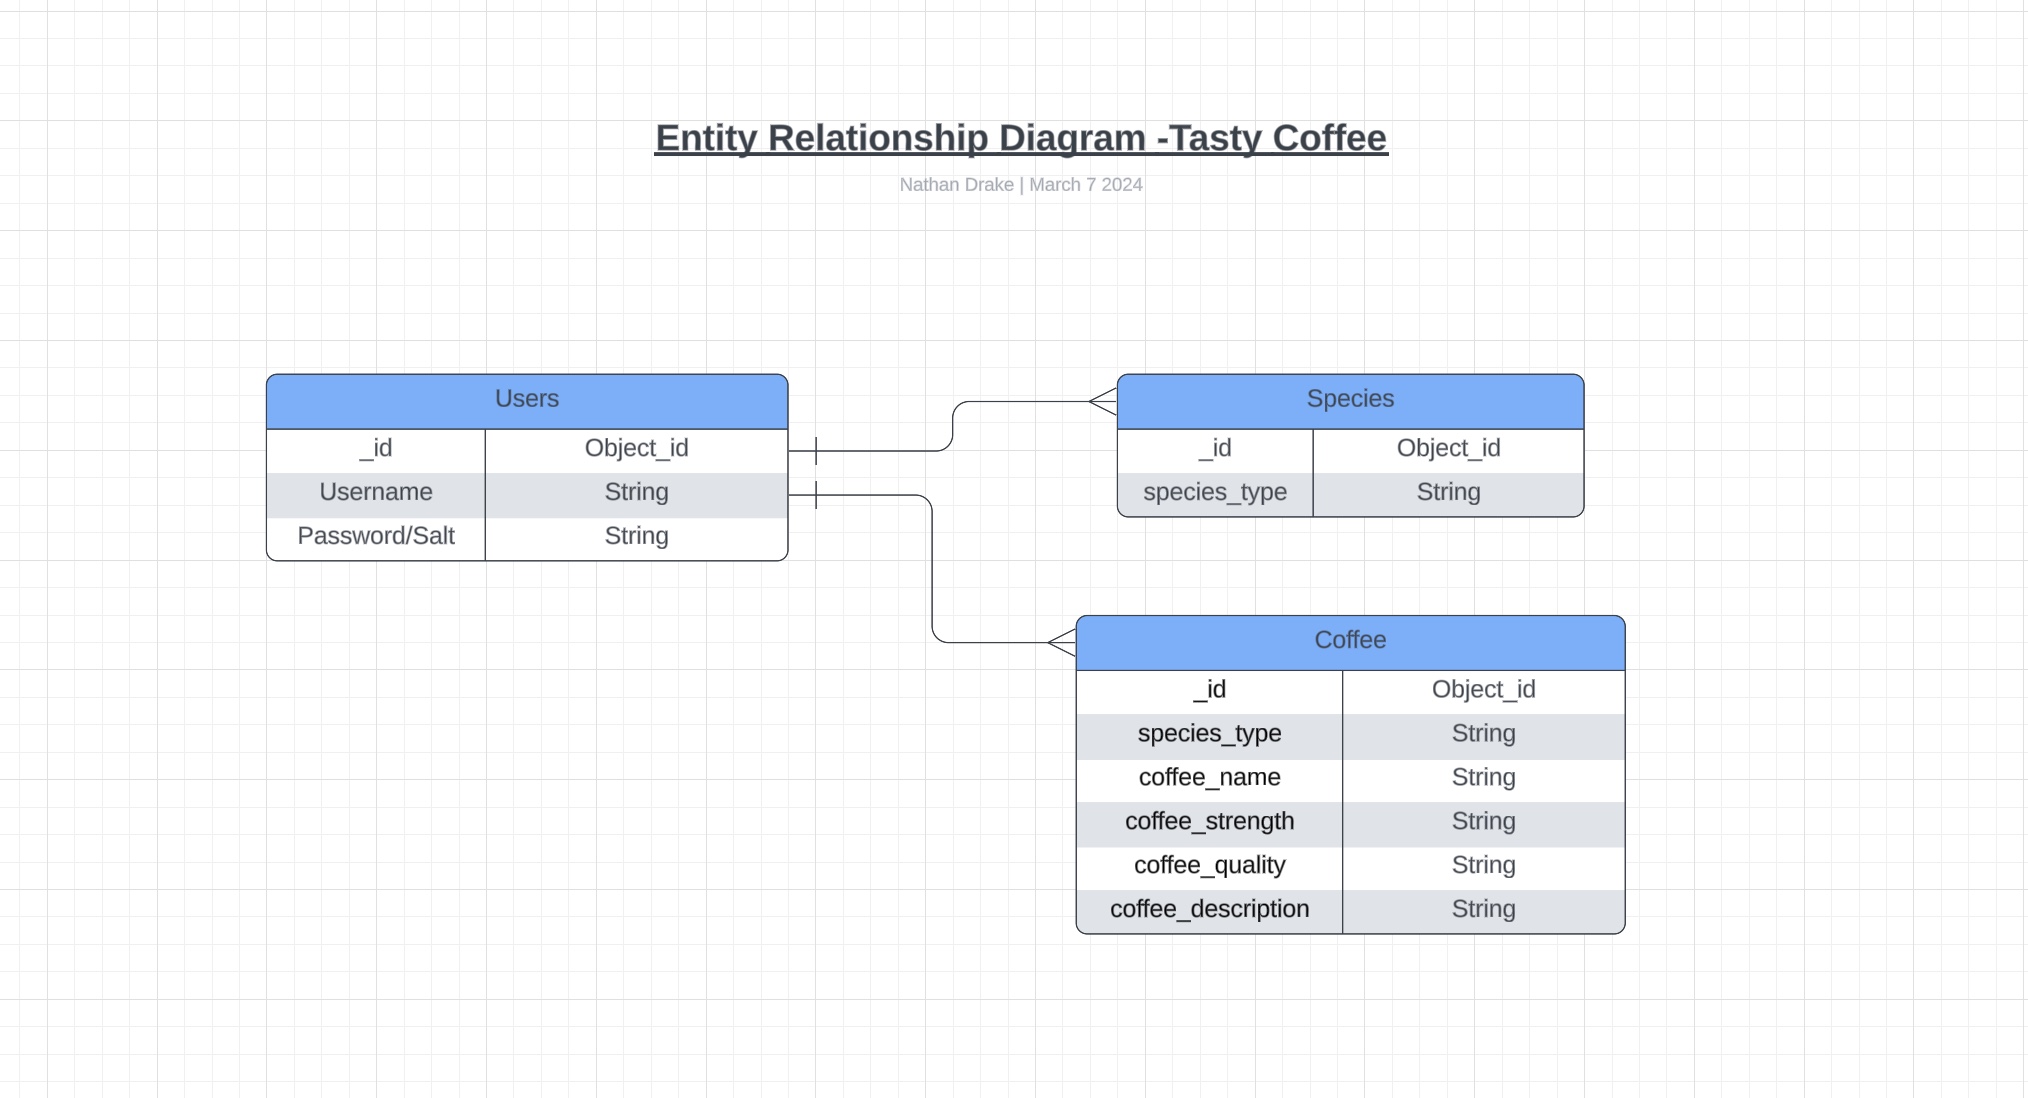 Entity Relationship Diagram -Tasty Coffee
Nathan Drake | March 7 2024
Users
_id Object_id
Username String
Password/Salt String
Species
_id Object_id
species_type String
Coffee
_id Object_id
species_type String
coffee_name String
coffee_strength String
coffee_quality String
coffee_description String